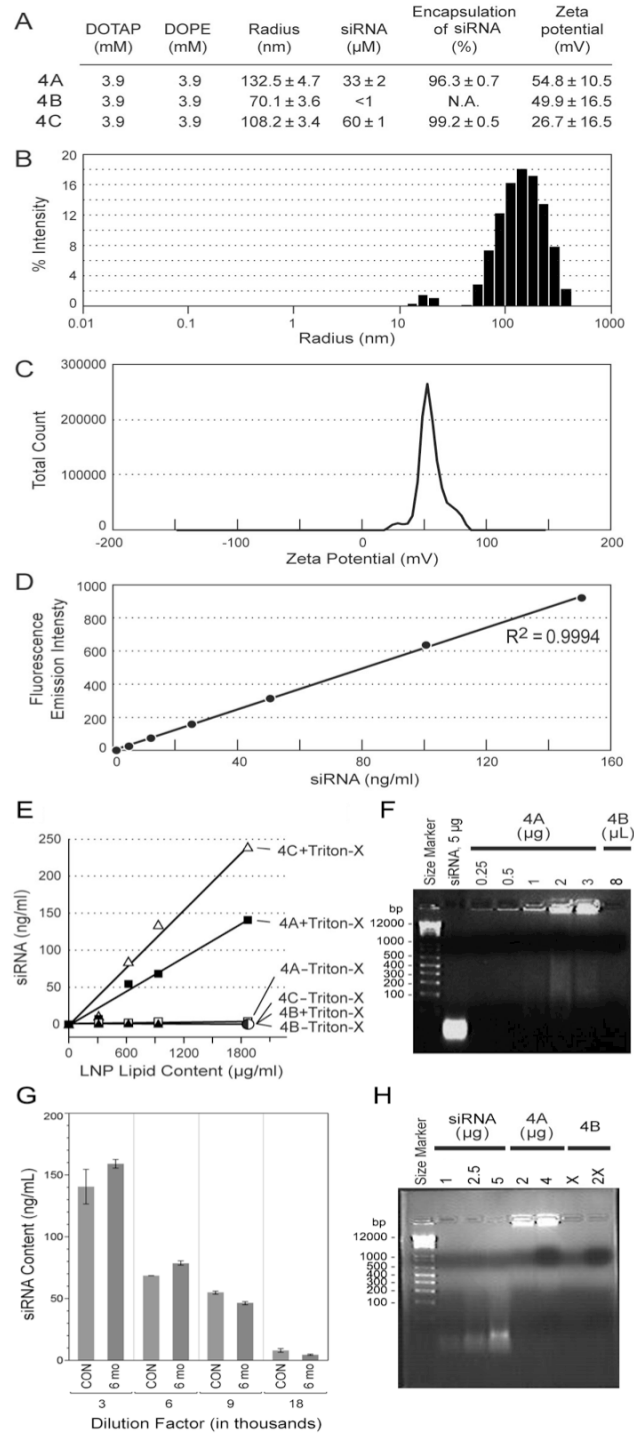 A
DOTAP (mM) DOPE (mM) Radius (nm) siRNA (µM) Encapsulation of siRNA (%) Zeta potential (mV)
4A 3.9 3.9 132.5 ± 4.7 33 ± 2 96.3 ± 0.7 54.8 ± 10.5
4B 3.9 3.9 70.1 ± 3.6 <1 N.A. 49.9 ± 16.5
4C 3.9 3.9 108.2 ± 3.4 60 ± 1 99.2 ± 0.5 26.7 ± 16.5
B
% Intensity
20
16
12
8
4
0
0.01 0.1 1 10 100 1000
Radius (nm)
C
Total Count
300000
200000
100000
0
-200 -100 0 100 200
Zeta Potential (mV)
D
Fluorescence
Emission Intensty
1000
800
600
400
200
0
R² = 0.9994
0 40 80 120 160
siRNA (ng/ml)
E
siRNA (ng/ml)
250
200
150
100
50
0
4C+Triton-X
4A+Triton-X
4A–Triton-X
4C–Triton-X
4B+Triton-X
4B–Triton-X
0 600 1200 1800
LNP Lipid Content (µg/ml)
F
Size Marker
siRNA, 5 µg
4A (µg)
0.25 0.5 1 2 3
4B (µL)
8
bp
12000
1000
500
400
300
200
100
G
siRNA Content (ng/mL)
200
150
100
50
0
CON 6 mo CON 6 mo CON 6 mo CON 6 mo
3 6 9 18
Dilution Factor (in thousands)
H
Size Marker
siRNA (µg)
1 2.5 5
4A (µg)
2 4
4B
X 2X
bp
12000 -
1000 -
500 -
400 -
300 -
200 -
100 -